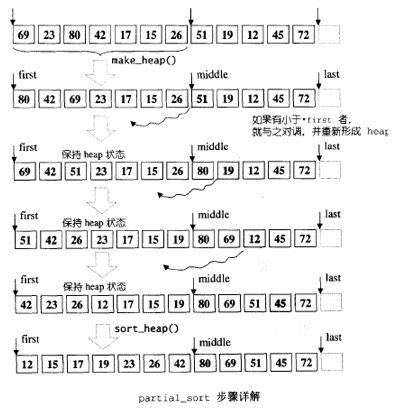 69 23 80 42 17 15 26 51 19 12 45 72
make_heap()
first middle last
80 42 69 23 17 15 26 51 19 12 45 72
如果有小于*first 者,
就与之对调,并重新形成 heap
first 保持 heap 状态 middle last
69 42 51 23 17 15 26 80 19 12 45 72
first 保持 heap 状态 middle last
51 42 26 23 17 15 19 80 69 12 45 72
first 保持 heap 状态 middle last
42 23 26 12 17 15 19 80 69 51 45 72
first sort_heap() middle last
12 15 17 19 23 26 42 80 69 51 45 72
partial_sort 步骤详解